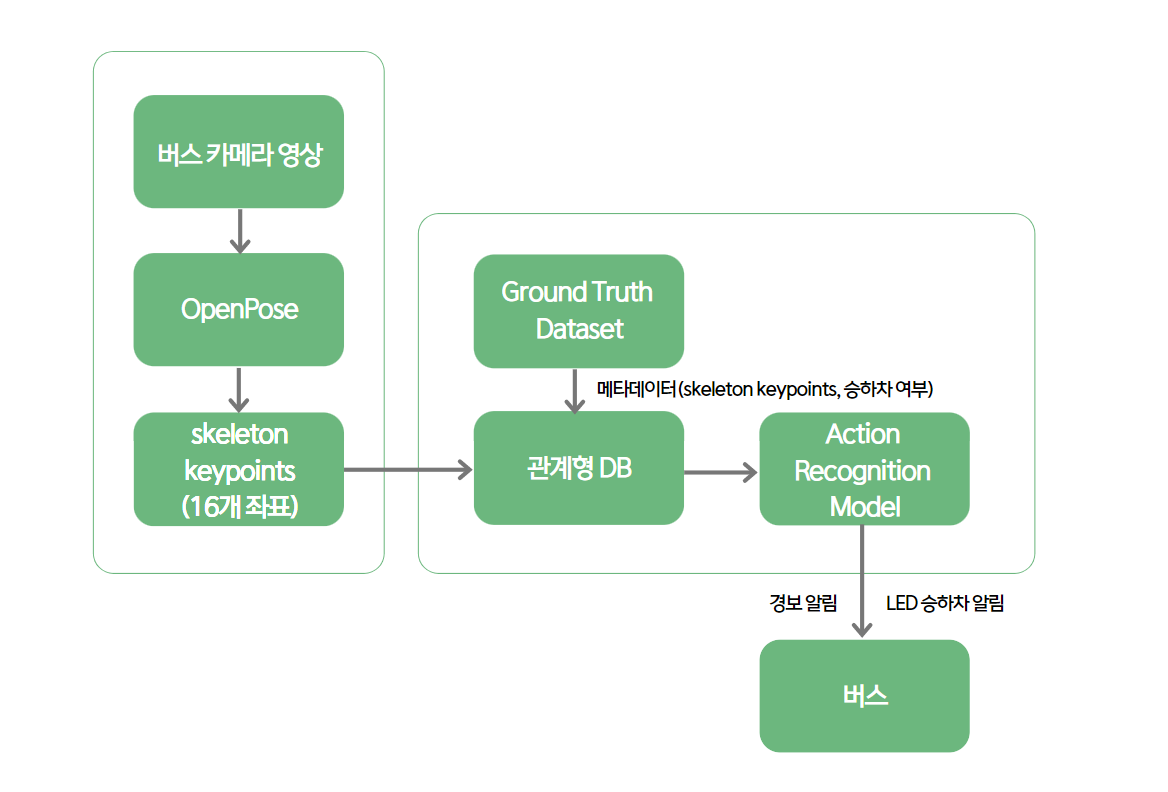 버스 카메라 영상
OpenPose
skeleton
keypoints
(16개 좌표)
Ground Truth
Dataset
메타데이터(skeleton keypoints, 승하차 여부)
관계형 DB
Action
Recognition
Model
경보 알림
LED 승하차 알림
버스